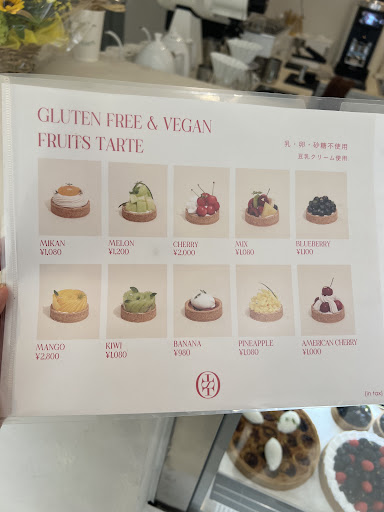 GLUTEN FREE & VEGAN
FRUITS TARTE
乳・卵・砂糖不使用
豆乳クリーム使用
MIKAN
¥1,080
MELON
¥1,200
CHERRY
¥2,000
MIX
¥1,080
BLUEBERRY
¥1,100
MANGO
¥2,800
KIWI
¥1,080
BANANA
¥980
PINEAPPLE
¥1,080
AMERICAN CHERRY
¥1,000
(in tax)